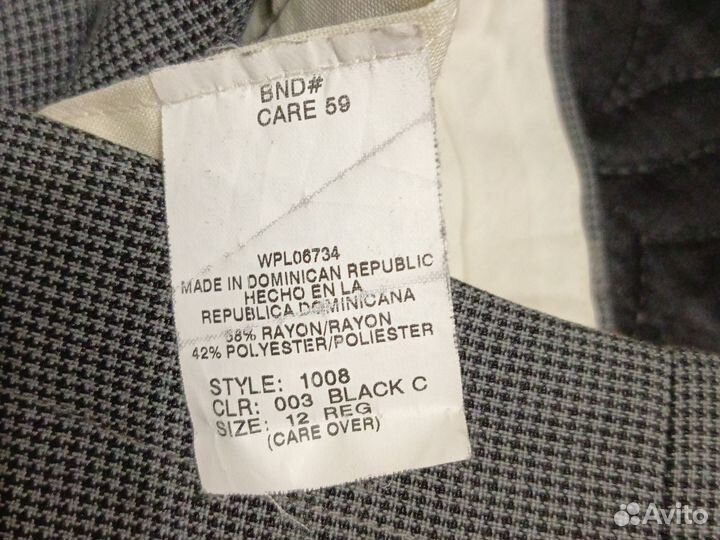 BND#
CARE 59
WPL06734
MADE IN DOMINICAN REPUBLIC
HECHO EN LA
REPUBLICA DOMINICANA
58% RAYON/RAYON
42% POLYESTER/POLIESTER
STYLE: 1008
CLR: 003 BLACK C
SIZE: 12 REG
(CARE OVER)
Avito